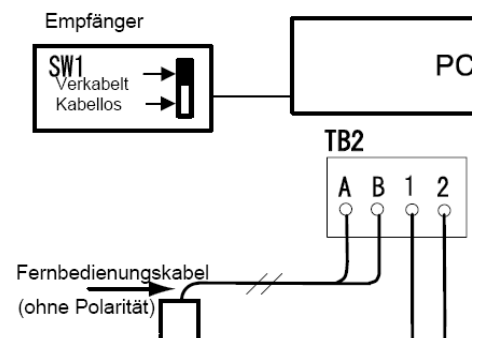 Empfänger
SW1
Verkabelt
Kabellos
PC
TB2
A B 1 2
Fernbedienungskabel
(ohne Polarität)